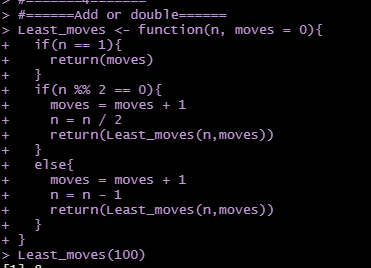 > #======Add or double======
> Least_moves <- function(n, moves = 0){
+   if(n == 1){
+     return(moves)
+   }
+   if(n %% 2 == 0){
+     moves = moves + 1
+     n = n / 2
+     return(Least_moves(n,moves))
+   }
+   else{
+     moves = moves + 1
+     n = n - 1
+     return(Least_moves(n,moves))
+   }
+ }
> Least_moves(100)
[1] 8